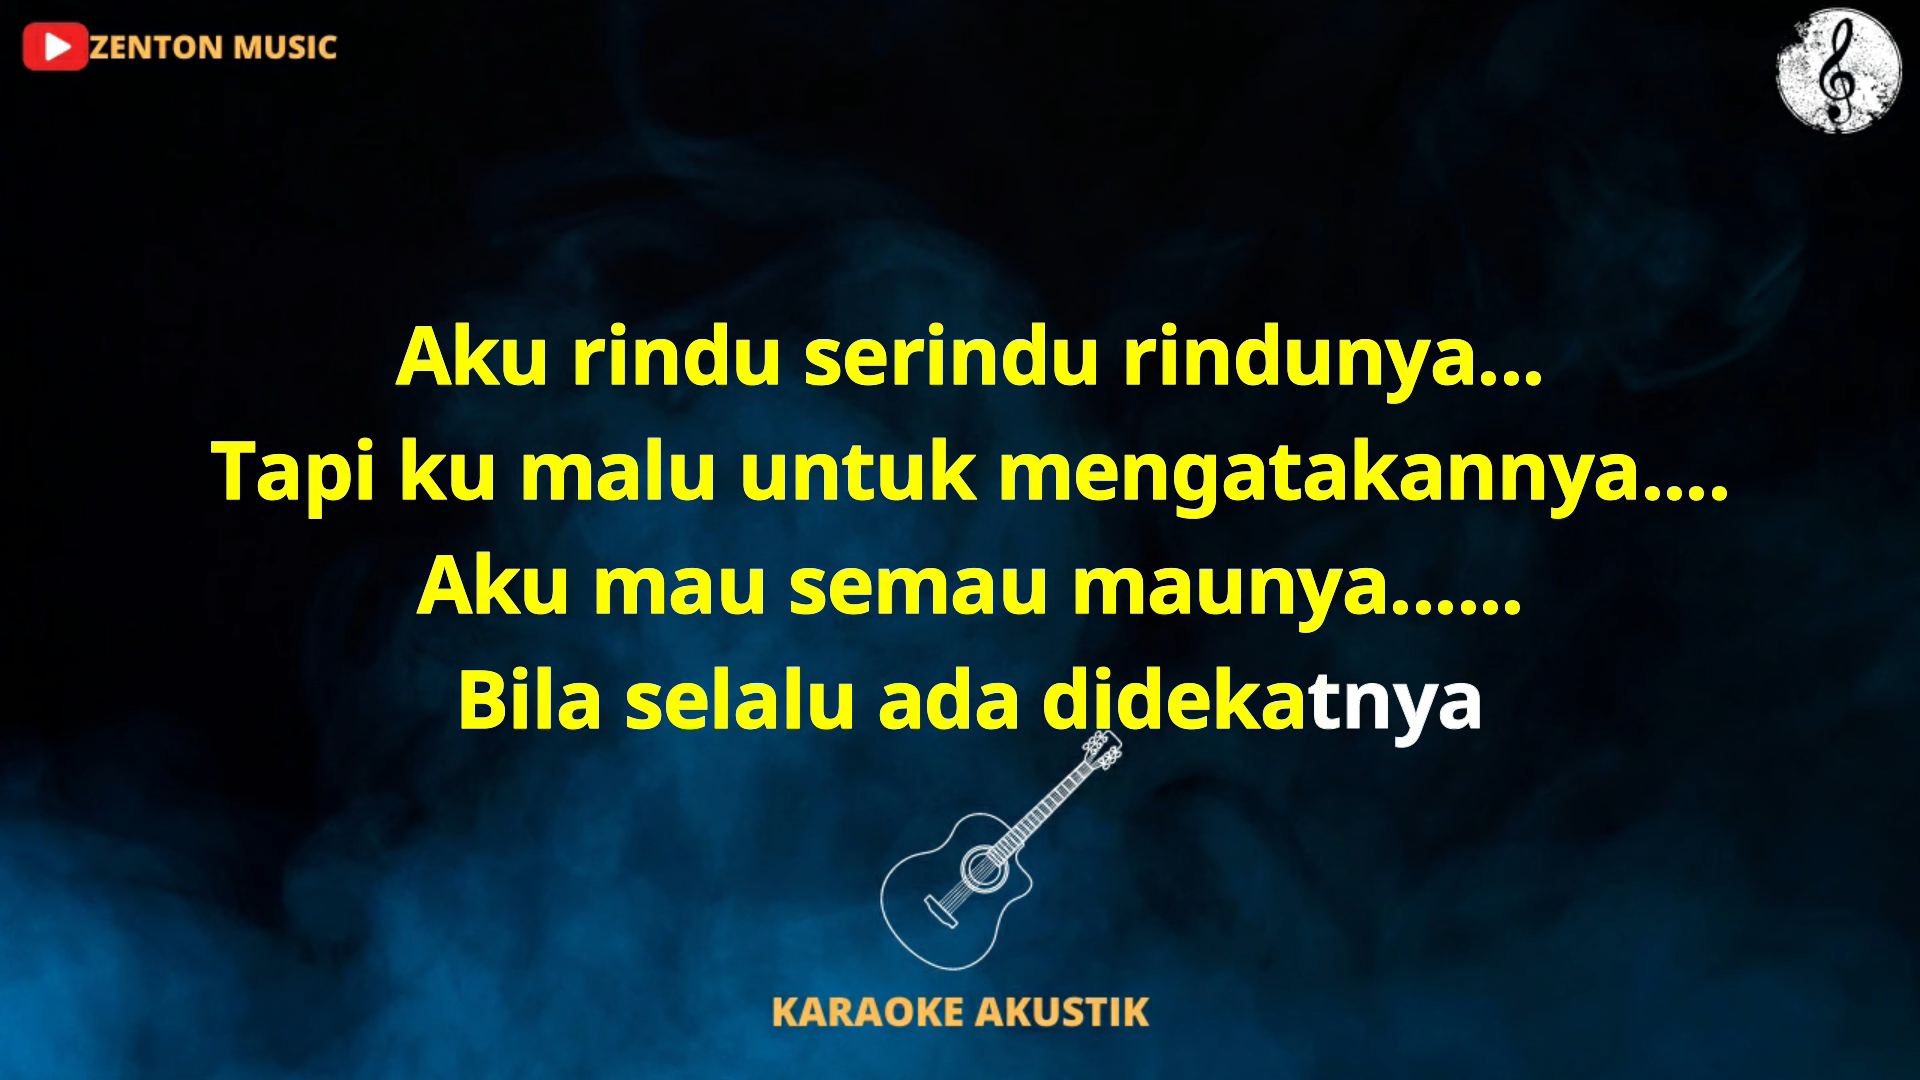 ZENTON MUSIC
Aku rindu serindu rindunya...
Tapi ku malu untuk mengatakannya....
Aku mau semau maunya......
Bila selalu ada didekatnya
KARAOKE AKUSTIK